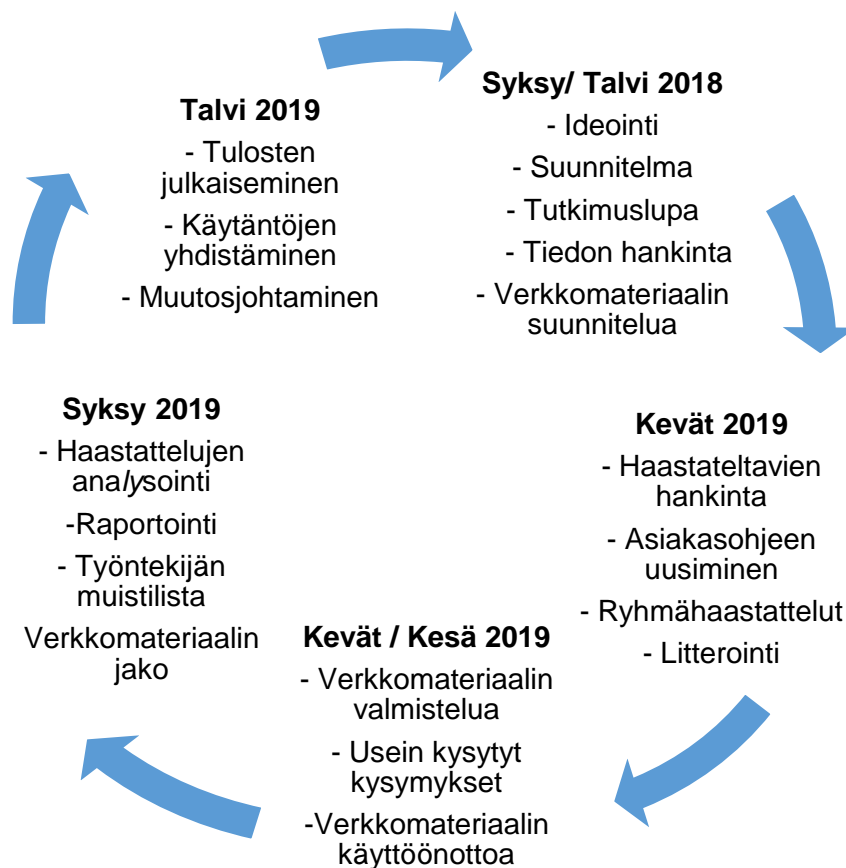 Syksy/ Talvi 2018
- Ideointi
- Suunnitelma
- Tutkimuslupa
- Tiedon hankinta
- Verkkomateriaalin
suunnitelua
Kevät 2019
- Haastateltavien
hankinta
- Asiakasohjeen
uusiminen
- Ryhmähaastattelut
- Litterointi
Kevät / Kesä 2019
- Verkkomateriaalin
valmistelua
- Usein kysytyt
kysymykset
-Verkkomateriaalin
käyttöönottoa
Syksy 2019
- Haastattelujen
analysointi
-Raportointi
- Työntekijän
muistilista
Verkkomateriaalin
jako
Talvi 2019
- Tulosten
julkaiseminen
- Käytäntöjen
yhdistäminen
- Muutosjohtaminen